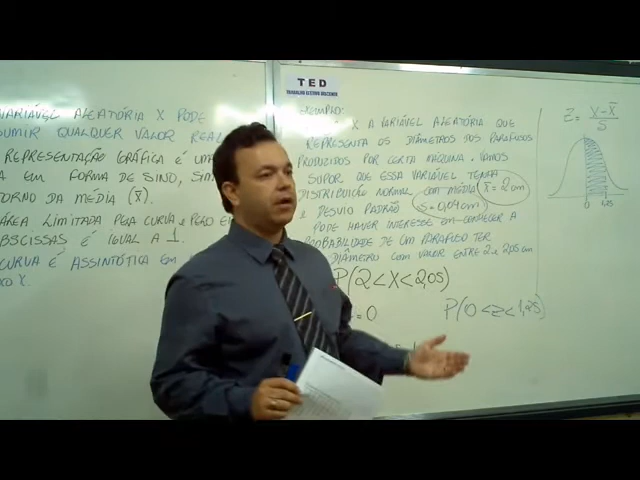 VARIÁVEL ALEATÓRIA X PODE
SUMIR QUALQUER VALOR REAL
REPRESENTAÇÃO GRÁFICA É UMA
A EM FORMA DE SINO,
TORNO DA MÉDIA (X̄).
ÁREA LIMITADA PELA CURVA E PELO
BSCISSAS É IGUAL A 1.
CURVA É ASSINTÓTICA EM
XO X.
TED
EXEMPLO:
X A VARIÁVEL ALEATÓRIA QUE
REPRESENTA OS DIÂMETROS DOS PARAFUSOS
PRODUZIDOS POR CERTA MÁQUINA. VAMOS
SUPOR QUE ESSA VARIÁVEL TENHA
DISTRIBUIÇÃO NORMAL COM MÉDIA X̄ = 2 cm
E DESVIO PADRÃO S = 0,04 cm.
PODE HAVER INTERESSE EM CONHECER A
PROBABILIDADE DE UM PARAFUSO TER
DIÂMETRO COM VALOR ENTRE 2 E 2,05 cm
P(2<X<2,05)
= 0
P(0<Z<1,25)
Z = X-X̄
S
0 1,25